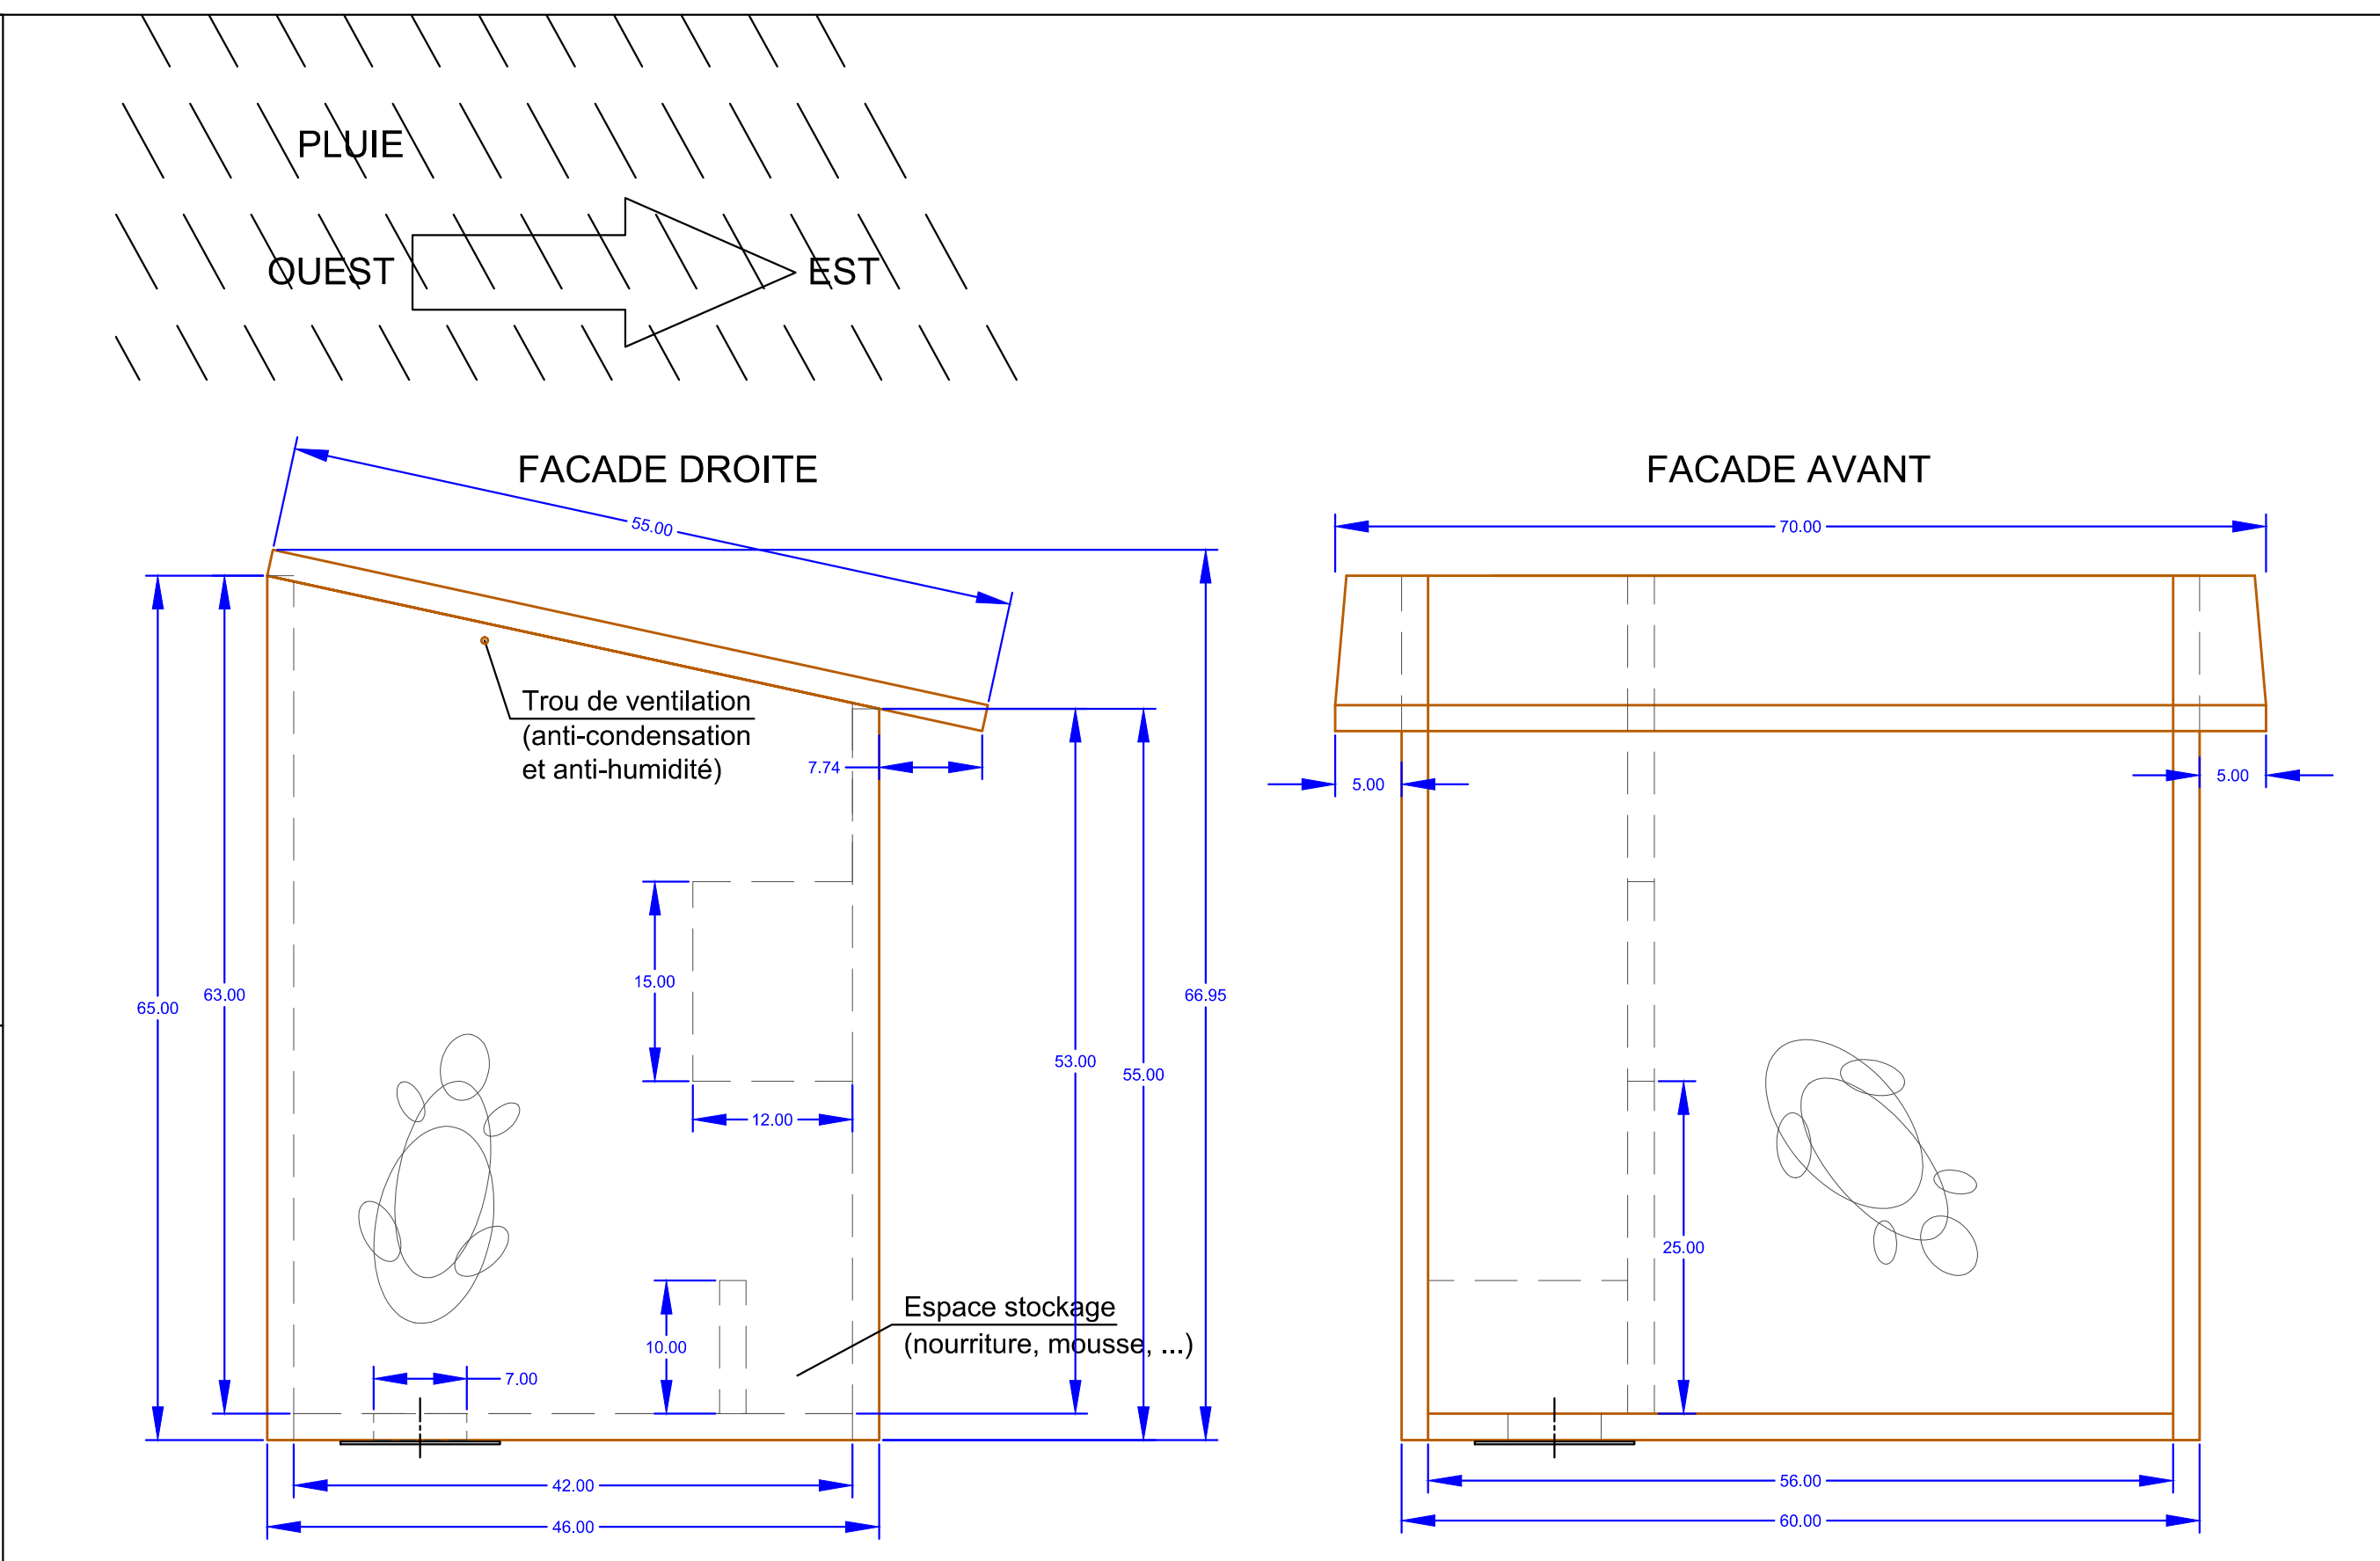 PLUIE
OUEST
EST
FACADE DROITE
FACADE AVANT
55.00
70.00
Trou de ventilation
(anti-condensation
et anti-humidité)
7.74
5.00
5.00
15.00
65.00
63.00
66.95
53.00
55.00
12.00
25.00
Espace stockage
(nourriture, mousse, ...)
10.00
7.00
42.00
56.00
46.00
60.00